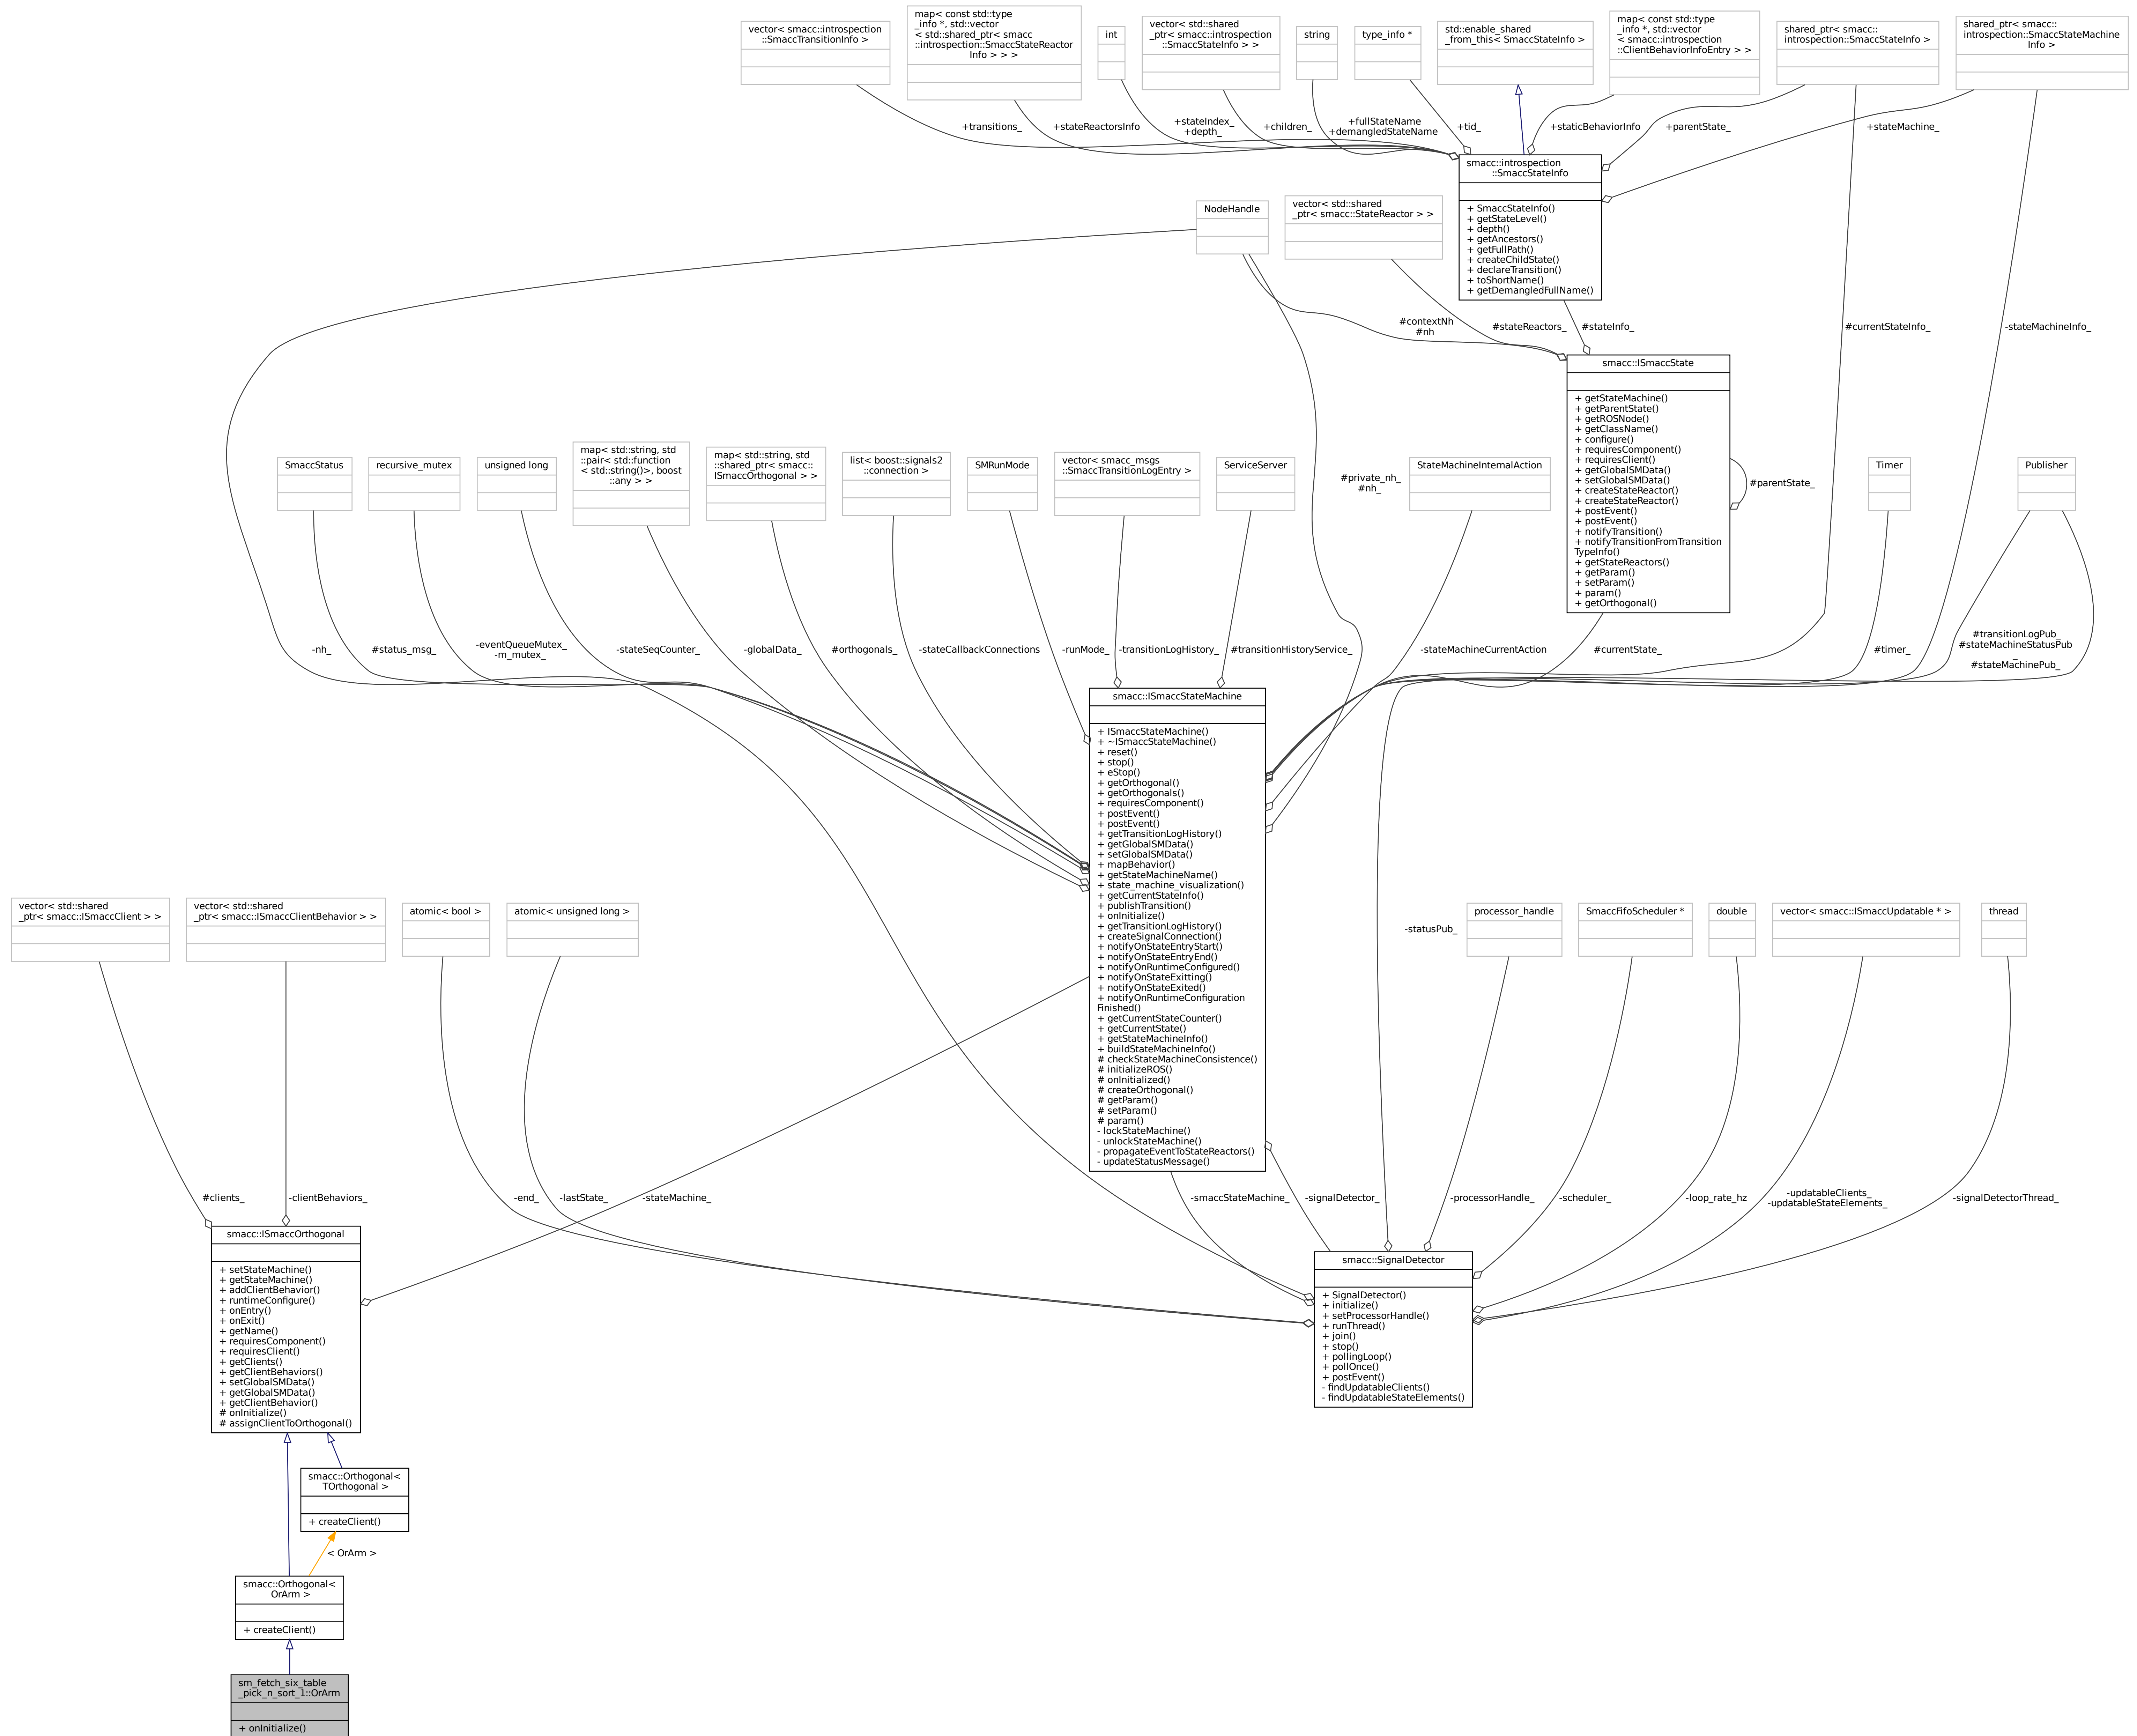 vector< smacc::introspection
::SmaccTransitionInfo >
map< const std::type
_info *, std::vector
< std::shared_ptr< smacc
::introspection::SmaccStateReactor
Info > > >
int
vector< std::shared
_ptr< smacc::introspection
::SmaccStateInfo > >
string
type_info *
std::enable_shared
_from_this< SmaccStateInfo >
map< const std::type
_info *, std::vector
< smacc::introspection
::ClientBehaviorInfoEntry > >
shared_ptr< smacc::
introspection::SmaccStateInfo >
shared_ptr< smacc::
introspection::SmaccStateMachine
Info >
+transitions_
+stateReactorsInfo
+stateIndex_
+depth_
+children_
+fullStateName
+demangledStateName
+tid_
+staticBehaviorInfo
+parentState_
+stateMachine_
smacc::introspection
::SmaccStateInfo
+ SmaccStateInfo()
+ getStateLevel()
+ depth()
+ getAncestors()
+ getFullPath()
+ createChildState()
+ declareTransition()
+ toShortName()
+ getDemangledFullName()
NodeHandle
vector< std::shared
_ptr< smacc::StateReactor > >
#contextNh
#nh
#stateReactors_
#stateInfo_
#currentStateInfo_
-stateMachineInfo_
smacc::ISmaccState
+ getStateMachine()
+ getParentState()
+ getROSNode()
+ getClassName()
+ configure()
+ requiresComponent()
+ requiresClient()
+ getGlobalSMData()
+ setGlobalSMData()
+ createStateReactor()
+ createStateReactor()
+ postEvent()
+ postEvent()
+ notifyTransition()
+ notifyTransitionFromTransition
TypeInfo()
+ getStateReactors()
+ getParam()
+ setParam()
+ param()
+ getOrthogonal()
#parentState_
SmaccStatus
recursive_mutex
unsigned long
map< std::string, std
::pair< std::function
< std::string()>, boost
::any > >
map< std::string, std
::shared_ptr< smacc::
ISmaccOrthogonal > >
list< boost::signals2
::connection >
SMRunMode
vector< smacc_msgs
::SmaccTransitionLogEntry >
ServiceServer
#private_nh_
#nh_
StateMachineInternalAction
Timer
Publisher
-nh_
#status_msg_
-eventQueueMutex_
-m_mutex_
-stateSeqCounter_
-globalData_
#orthogonals_
-stateCallbackConnections
-runMode_
-transitionLogHistory_
#transitionHistoryService_
-stateMachineCurrentAction
#currentState_
#timer_
#transitionLogPub_
#stateMachineStatusPub
_
#stateMachinePub_
smacc::ISmaccStateMachine
+ ISmaccStateMachine()
+ ~ISmaccStateMachine()
+ reset()
+ stop()
+ eStop()
+ getOrthogonal()
+ getOrthogonals()
+ requiresComponent()
+ postEvent()
+ postEvent()
+ getTransitionLogHistory()
+ getGlobalSMData()
+ setGlobalSMData()
+ mapBehavior()
+ getStateMachineName()
+ state_machine_visualization()
+ getCurrentStateInfo()
+ publishTransition()
+ onInitialize()
+ getTransitionLogHistory()
+ createSignalConnection()
+ notifyOnStateEntryStart()
+ notifyOnStateEntryEnd()
+ notifyOnRuntimeConfigured()
+ notifyOnStateExitting()
+ notifyOnStateExited()
+ notifyOnRuntimeConfiguration
Finished()
+ getCurrentStateCounter()
+ getCurrentState()
+ getStateMachineInfo()
+ buildStateMachineInfo()
# checkStateMachineConsistence()
# initializeROS()
# onInitialized()
# createOrthogonal()
# getParam()
# setParam()
# param()
- lockStateMachine()
- unlockStateMachine()
- propagateEventToStateReactors()
- updateStatusMessage()
vector< std::shared
_ptr< smacc::ISmaccClient > >
vector< std::shared
_ptr< smacc::ISmaccClientBehavior > >
atomic< bool >
atomic< unsigned long >
-statusPub_
processor_handle
SmaccFifoScheduler *
double
vector< smacc::ISmaccUpdatable * >
thread
#clients_
-clientBehaviors_
-end_
-lastState_
-stateMachine_
-smaccStateMachine_
-signalDetector_
-processorHandle_
-scheduler_
-loop_rate_hz
-updatableClients_
-updatableStateElements_
-signalDetectorThread_
smacc::ISmaccOrthogonal
+ setStateMachine()
+ getStateMachine()
+ addClientBehavior()
+ runtimeConfigure()
+ onEntry()
+ onExit()
+ getName()
+ requiresComponent()
+ requiresClient()
+ getClients()
+ getClientBehaviors()
+ setGlobalSMData()
+ getGlobalSMData()
+ getClientBehavior()
# onInitialize()
# assignClientToOrthogonal()
smacc::SignalDetector
+ SignalDetector()
+ initialize()
+ setProcessorHandle()
+ runThread()
+ join()
+ stop()
+ pollingLoop()
+ pollOnce()
+ postEvent()
- findUpdatableClients()
- findUpdatableStateElements()
smacc::Orthogonal<
TOrthogonal >
+ createClient()
< OrArm >
smacc::Orthogonal<
OrArm >
+ createClient()
sm_fetch_six_table
_pick_n_sort_1::OrArm
+ onInitialize()